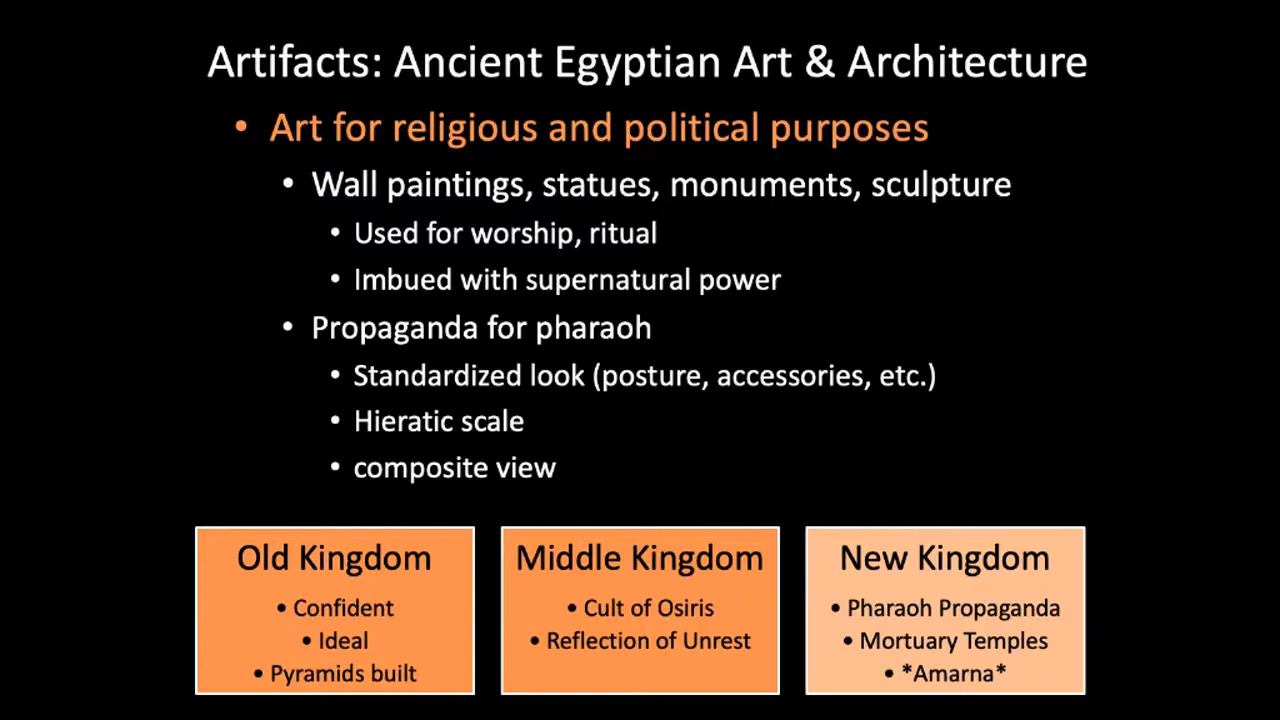 Artifacts: Ancient Egyptian Art & Architecture
• Art for religious and political purposes
• Wall paintings, statues, monuments, sculpture
• Used for worship, ritual
• Imbued with supernatural power
• Propaganda for pharaoh
• Standardized look (posture, accessories, etc.)
• Hieratic scale
• composite view
Old Kingdom
• Confident
• Ideal
• Pyramids built
Middle Kingdom
• Cult of Osiris
• Reflection of Unrest
New Kingdom
• Pharaoh Propaganda
• Mortuary Temples
• *Amarna*